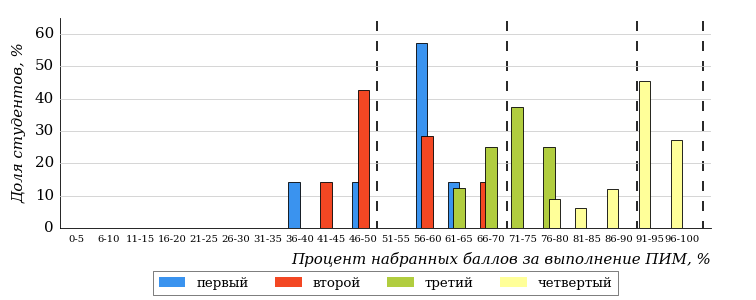 60
50
40
30
20
10
0
Доля студентов, %
0-5 6-10 11-15 16-20 21-25 26-30 31-35 36-40 41-45 46-50 51-55 56-60 61-65 66-70 71-75 76-80 81-85 86-90 91-95 96-100
Процент набранных баллов за выполнение ПИМ, %
первый второй третий четвертый